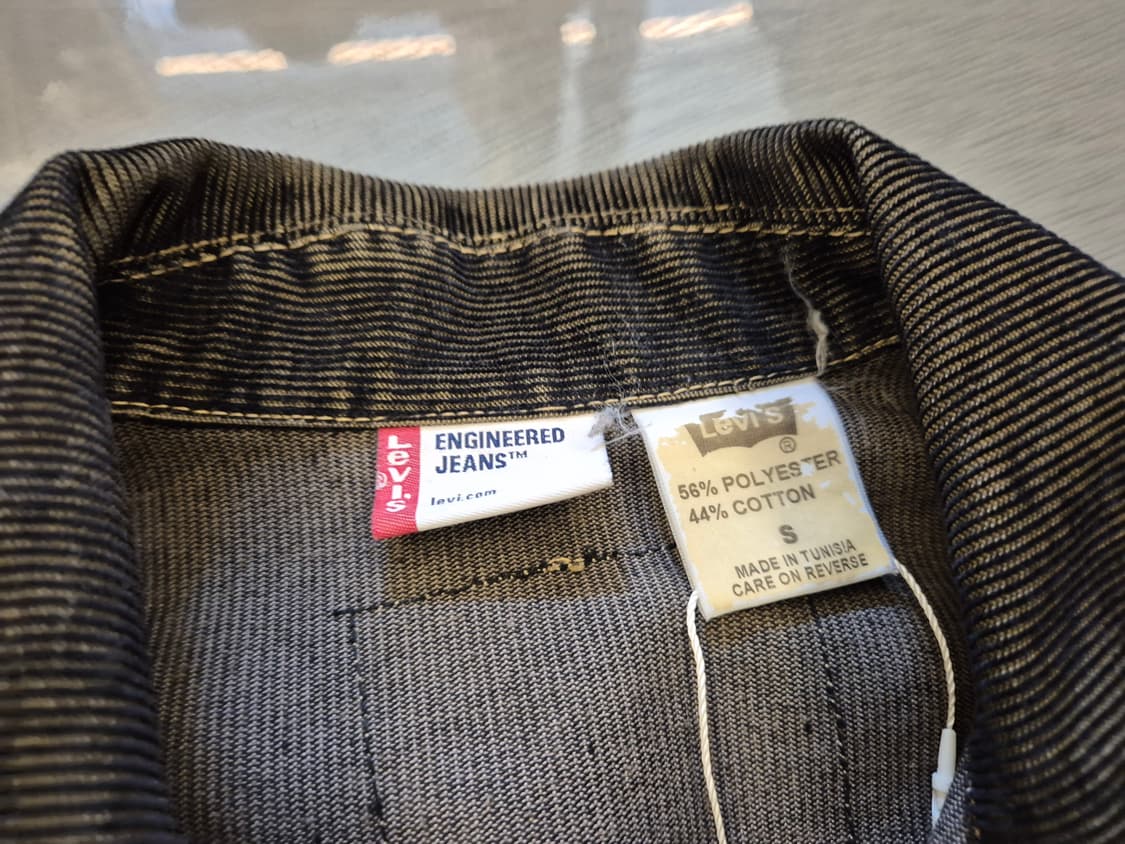 Levi's
®
ENGINEERED
JEANS™
levi.com
Levi's
®
56% POLYESTER
44% COTTON
S
MADE IN TUNISIA
CARE ON REVERSE